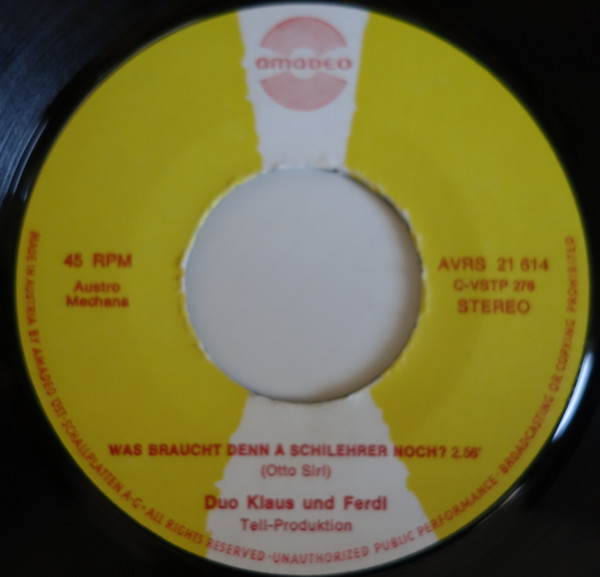 amadeo
45 RPM
Austro
Mechana
AVRS 21 614
C-VSTP 276
STEREO
WAS BRAUCHT DENN A SCHILEHRER NOCH? 2.56'
(Otto Sirl)
Duo Klaus und Ferdl
Tell-Produktion
MADE IN AUSTRIA BY AMADEO ÖST-SCHALLPLATTEN A-G · ALL RIGHTS RESERVED · UNAUTHORIZED PUBLIC PERFORMANCE · BROADCASTING OR COPYING PROHIBITED